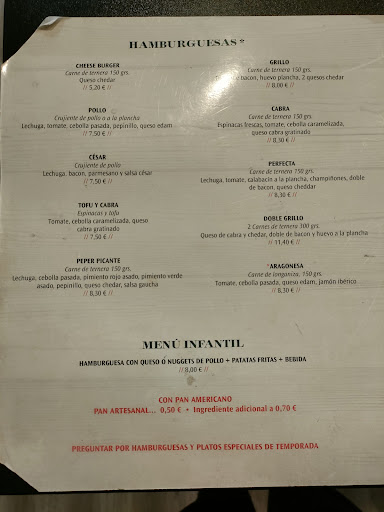 HAMBURGUESAS*
CHEESE BURGER
Carne de ternera 150 grs.
Queso chedar
// 5,20 € //
POLLO
Crujiente de pollo o a la plancha
Lechuga, tomate, cebolla pasada, pepinillo, queso edam
// 7,50 € //
CÉSAR
Crujiente de pollo
Lechuga, bacon, parmesano y salsa césar
// 7,50 € //
TOFU Y CABRA
Espinacas y tofu
Tomate, cebolla caramelizada, queso
cabra gratinado
// 7,50 € //
PEPER PICANTE
Carne de ternera 150 grs.
Lechuga, cebolla pasada, pimiento rojo asado, pimiento verde
asado, pepinillo, queso chedar, salsa gaucha
// 8,30 € //
GRILLO
Carne de ternera 150 grs.
bacon, huevo plancha, 2 quesos chedar
// 8,00 € //
CABRA
Carne de ternera 150 grs.
Espinacas frescas, tomate, cebolla caramelizada,
queso cabra gratinado
// 8,30 € //
PERFECTA
Carne de ternera 150 grs.
Lechuga, tomate, calabacín a la plancha, champiñones, doble
de bacon, queso cheddar
// 8,30 € //
DOBLE GRILLO
2 Carnes de ternera 300 grs.
Queso de cabra y chedar, doble de bacon y huevo a la plancha
// 11,40 € //
ARAGONESA
Carne de longaniza, 150 grs.
Tomate, cebolla pasada, queso edam, jamón ibérico
// 8,30 € //
MENÚ INFANTIL
HAMBURGUESA CON QUESO Ó NUGGETS DE POLLO + PATATAS FRITAS + BEBIDA
// 8,00 € //
CON PAN AMERICANO
PAN ARTESANAL... 0,50 € • Ingrediente adicional a 0,70 €
PREGUNTAR POR HAMBURGUESAS Y PLATOS ESPECIALES DE TEMPORADA